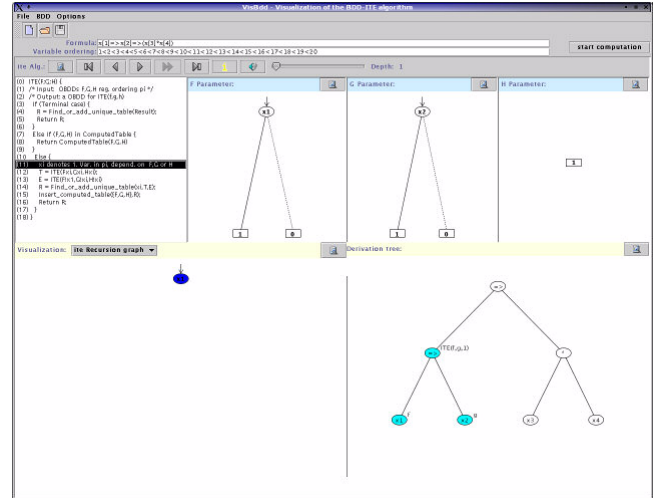 VisBdd - Visualization of the BDD-ITE algorithm
File BDD Options
Formula: x[1]=>x[2]=>(x[3]*x[4])
Variable ordering: 1<2<3<4<5<6<7<8<9<10<11<12<13<14<15<16<17<18<19<20
start computation
ite Alg.:
Depth: 1
(0) ITE(F,G,H) {
(1) /* Input OBDDs F,G,H reg. ordering pi */
(2) /* Output: a OBDD for ITE(f,g,h)
(3) If (Terminal case) {
(4) R = Find_or_add_unique_table(Result);
(5) Return R;
(6) }
(7) Else If (F,G,H) in ComputedTable {
(8) Return ComputedTable(F,G,H)
(9) }
(10) Else {
(11) xi denotes 1. Var. in pi, depend. on F,G or H
(12) T = ITE(Fxi,Gxi,Hxi);
(13) E = ITE(F!xi,G!xi,H!xi)
(14) R = Find_or_add_unique_table(xi,T,E);
(15) Insert_computed_table({F,G,H},R);
(16) Return R;
(17) }
(18) }
F Parameter:
x1
1 0
G Parameter:
x2
1 0
H Parameter:
1
Visualization: ite Recursion graph
Derivation tree:
=>
=> ITE(f,g,1)
*
x1 f
x2 g
x3
x4